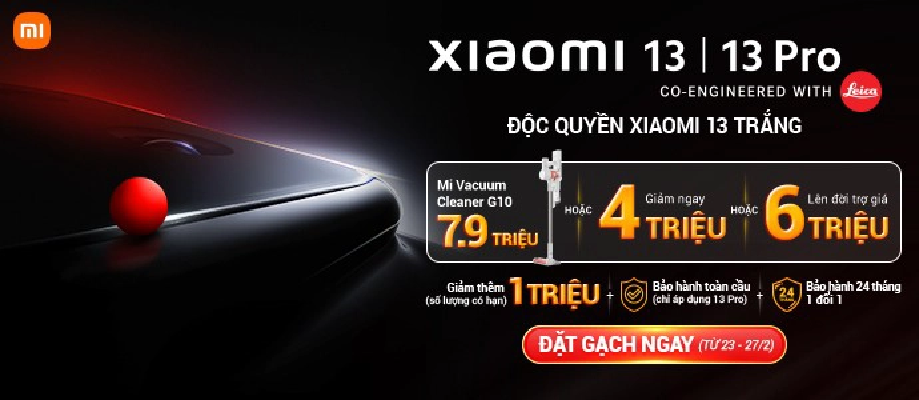 mi
xiaomi 13 | 13 Pro
CO-ENGINEERED WITH Leica
ĐỘC QUYỀN XIAOMI 13 TRẮNG
Mi Vacuum
Cleaner G10
7.9 TRIỆU
HOẶC
4 Giảm ngay
TRIỆU
HOẶC
6 Lên đời trợ giá
TRIỆU
Giảm thêm
(số lượng có hạn)
1 TRIỆU
+
Bảo hành toàn cầu
(chỉ áp dụng 13 Pro)
+
24
Bảo hành 24 tháng
1 đổi 1
ĐẶT GẠCH NGAY (TỪ 23 - 27/2)